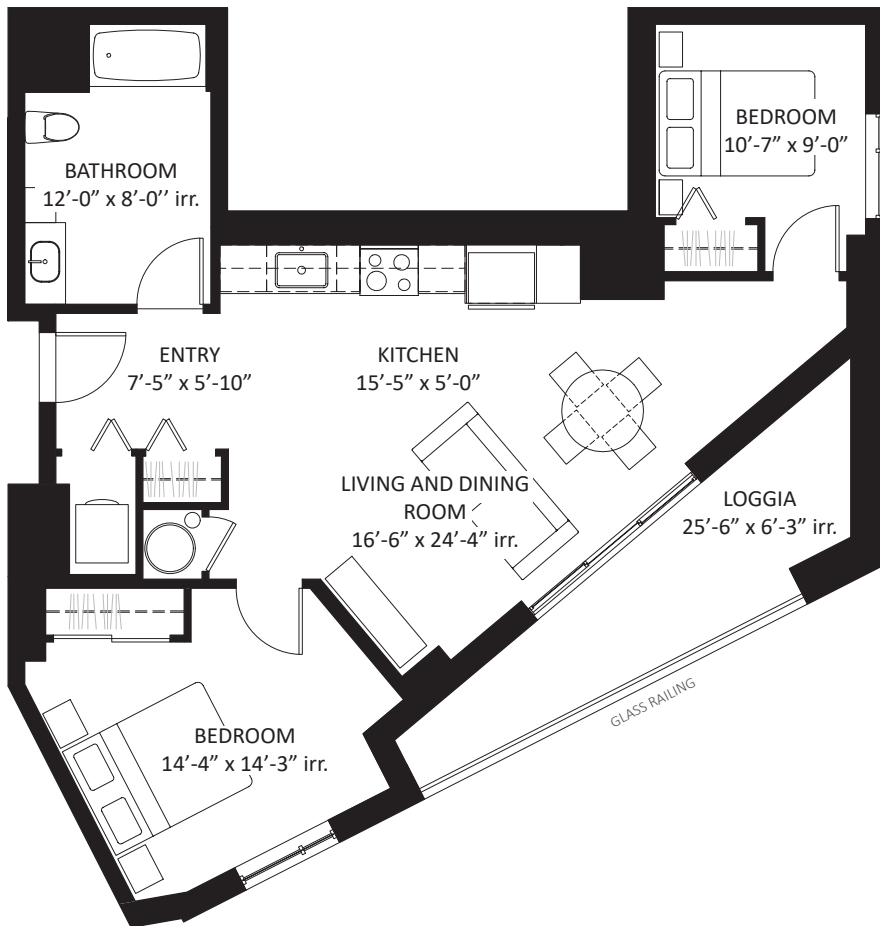 BEDROOM
10’-7” x 9’-0”
BATHROOM
12’-0” x 8’-0’’ irr.
ENTRY
7’-5” x 5’-10”
KITCHEN
15’-5” x 5’-0”
LIVING AND DINING
ROOM
16’-6” x 24’-4” irr.
LOGGIA
25’-6” x 6’-3” irr.
GLASS RAILING
BEDROOM
14’-4” x 14’-3” irr.